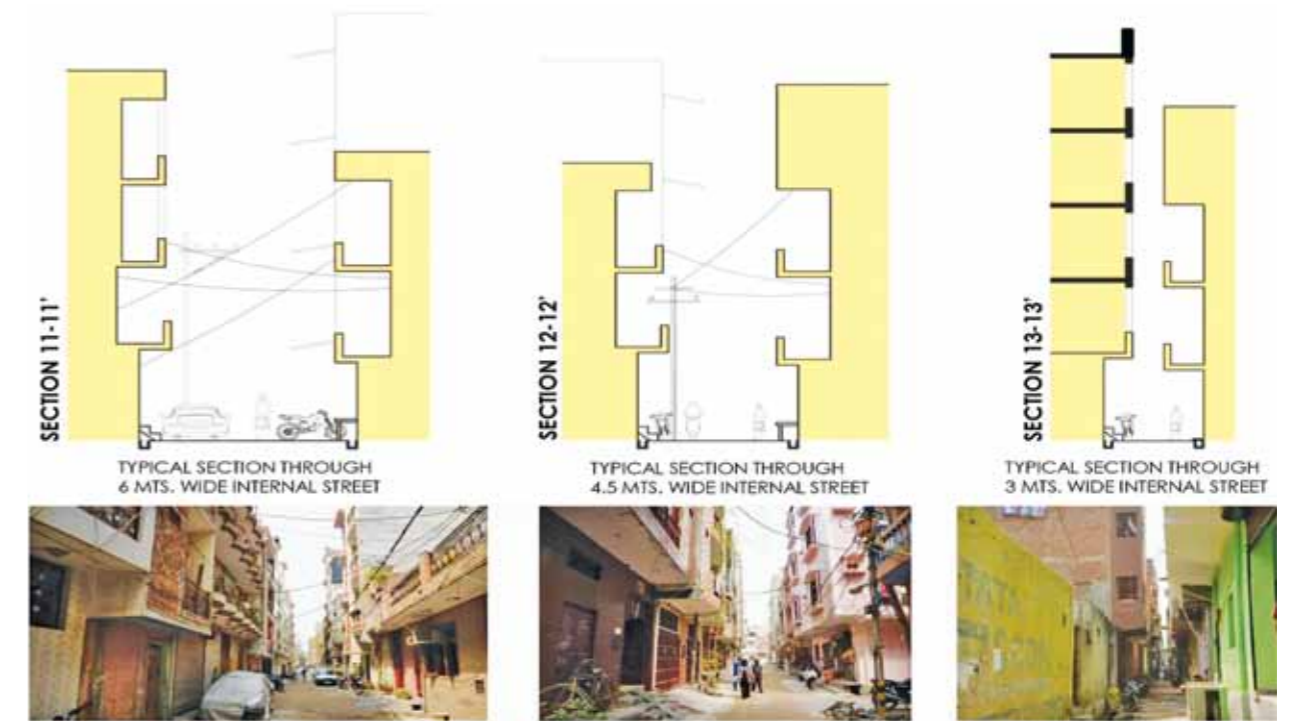 SECTION 11-11'
TYPICAL SECTION THROUGH
6 MTS. WIDE INTERNAL STREET
SECTION 12-12'
TYPICAL SECTION THROUGH
4.5 MTS. WIDE INTERNAL STREET
SECTION 13-13'
TYPICAL SECTION THROUGH
3 MTS. WIDE INTERNAL STREET